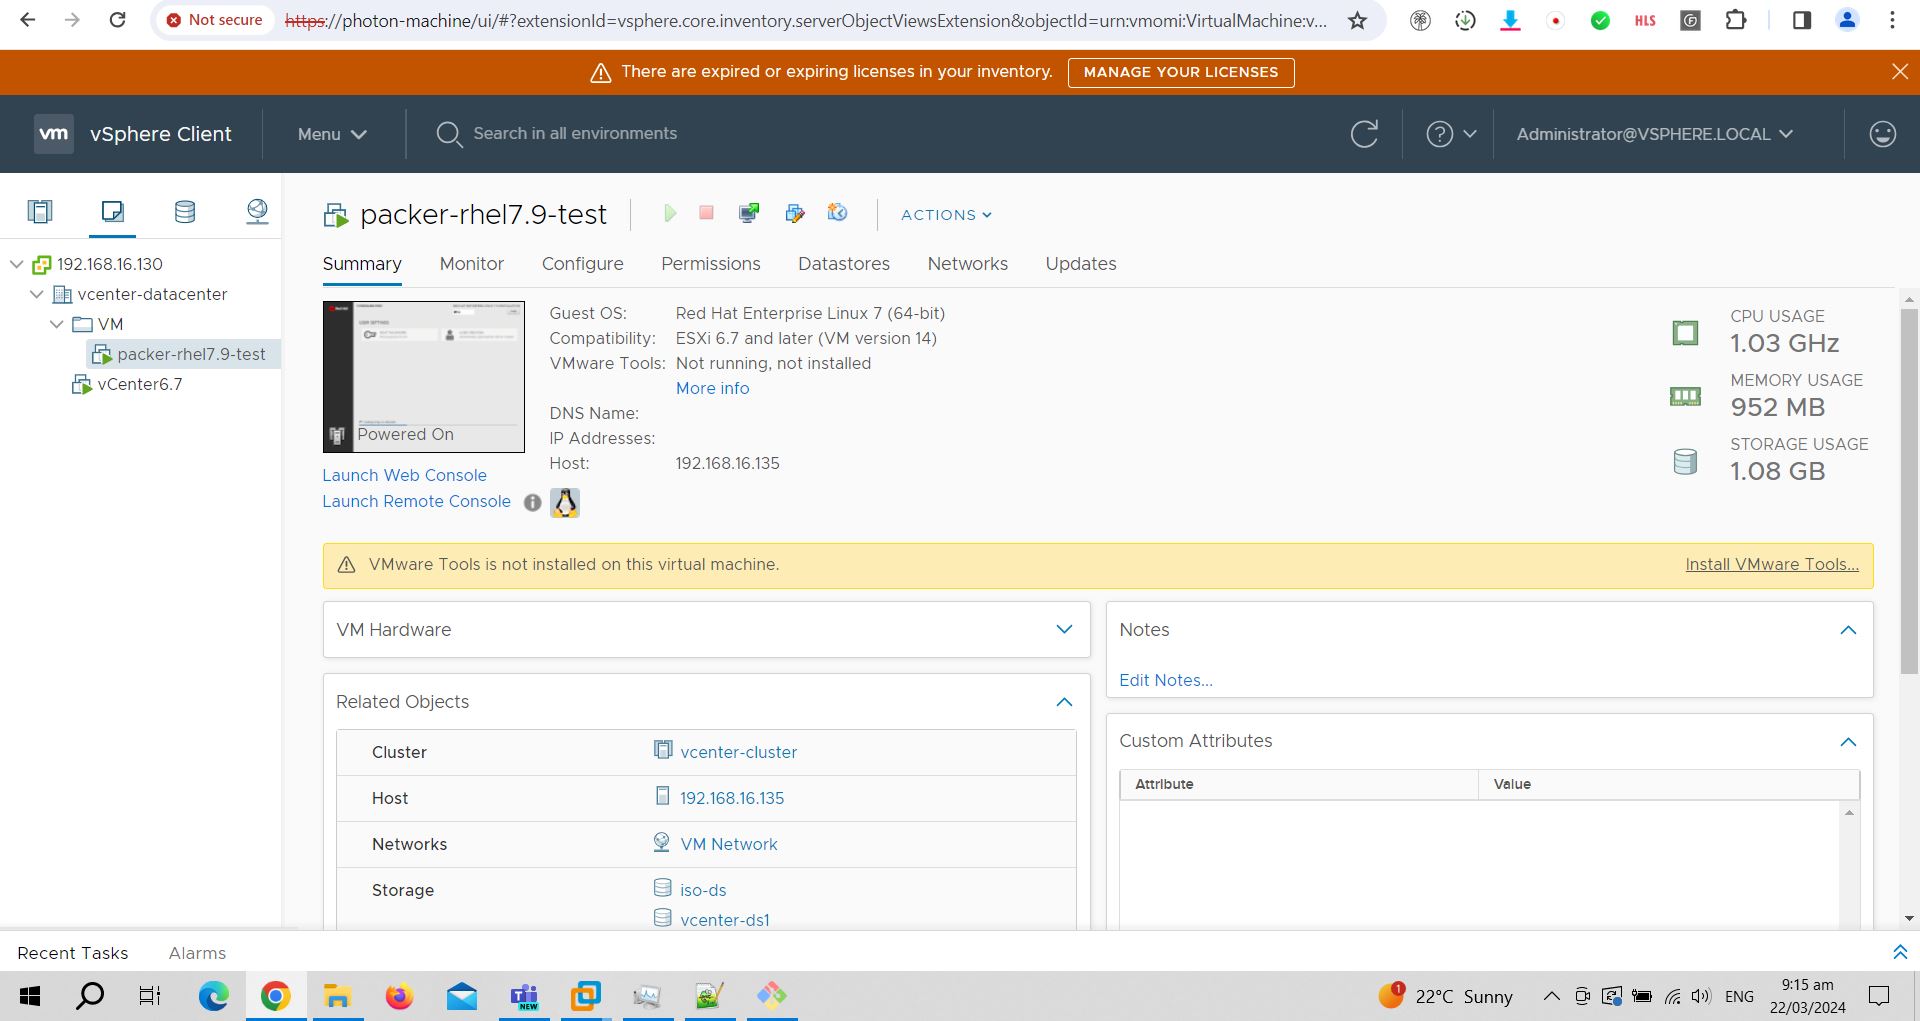 Not secure
https://photon-machine/ui/#?extensionId=vsphere.core.inventory.serverObjectViewsExtension&objectId=urn:vmomi:VirtualMachine:v...
HLS
There are expired or expiring licenses in your inventory.
MANAGE YOUR LICENSES
vm
vSphere Client
Menu
Search in all environments
Administrator@VSPHERE.LOCAL
192.168.16.130
vcenter-datacenter
VM
packer-rhel7.9-test
vCenter6.7
packer-rhel7.9-test
ACTIONS
Summary
Monitor
Configure
Permissions
Datastores
Networks
Updates
Powered On
Launch Web Console
Launch Remote Console
Guest OS: Red Hat Enterprise Linux 7 (64-bit)
Compatibility: ESXi 6.7 and later (VM version 14)
VMware Tools: Not running, not installed
More info
DNS Name:
IP Addresses:
Host: 192.168.16.135
CPU USAGE
1.03 GHz
MEMORY USAGE
952 MB
STORAGE USAGE
1.08 GB
VMware Tools is not installed on this virtual machine.
Install VMware Tools...
VM Hardware
Related Objects
Cluster vcenter-cluster
Host 192.168.16.135
Networks VM Network
Storage iso-ds
vcenter-ds1
Notes
Edit Notes...
Custom Attributes
Attribute Value
Recent Tasks
Alarms
NEW
1
22°C Sunny
ENG
9:15 am
22/03/2024